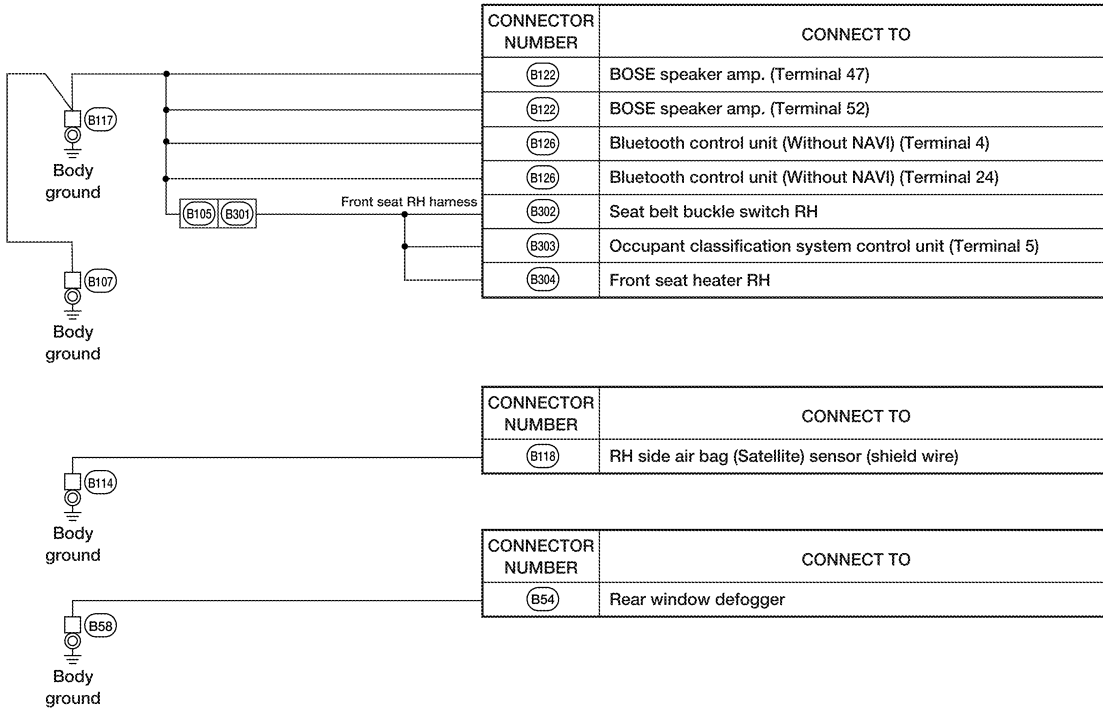 CONNECTOR NUMBER CONNECT TO
B122 BOSE speaker amp. (Terminal 47)
B122 BOSE speaker amp. (Terminal 52)
B117
B126 Bluetooth control unit (Without NAVI) (Terminal 4)
Body ground
B126 Bluetooth control unit (Without NAVI) (Terminal 24)
B105 B301 Front seat RH harness B302 Seat belt buckle switch RH
B303 Occupant classification system control unit (Terminal 5)
B107
B304 Front seat heater RH
Body ground
CONNECTOR NUMBER CONNECT TO
B118 RH side air bag (Satellite) sensor (shield wire)
B114
Body ground
CONNECTOR NUMBER CONNECT TO
B54 Rear window defogger
B58
Body ground